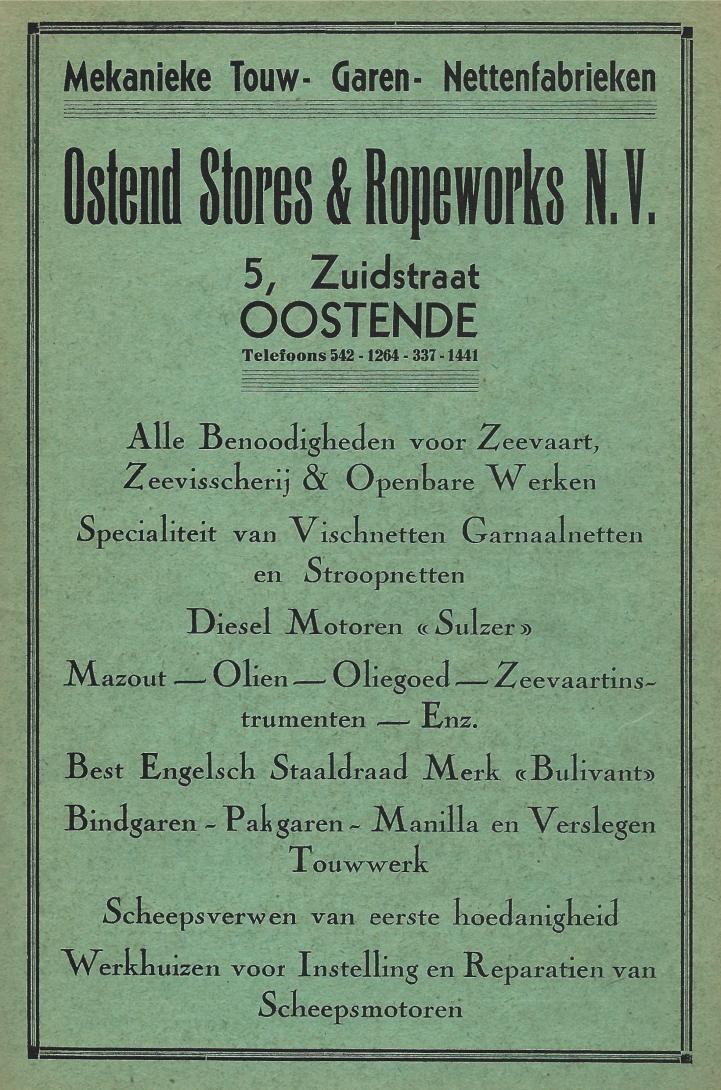 Mekanieke Touw- Garen- Nettenfabrieken
Ostend Stores & Ropeworks N.V.
5, Zuidstraat
OOSTENDE
Telefoons 542 - 1264 - 337 - 1441
Alle Benoodigheden voor Zeevaart,
Zeevisscherij & Openbare Werken
Specialiteit van Vischnetten Garnaalnetten
en Stroopnetten
Diesel Motoren « Sulzer »
Mazout — Olien — Oliegoed — Zeevaartins-
trumenten — Enz.
Best Engelsch Staaldraad Merk «Bulivant»
Bindgaren - Pakgaren - Manilla en Verslegen
Touwwerk
Scheepsverwen van eerste hoedanigheid
Werkhuizen voor Instelling en Reparatien van
Scheepsmotoren